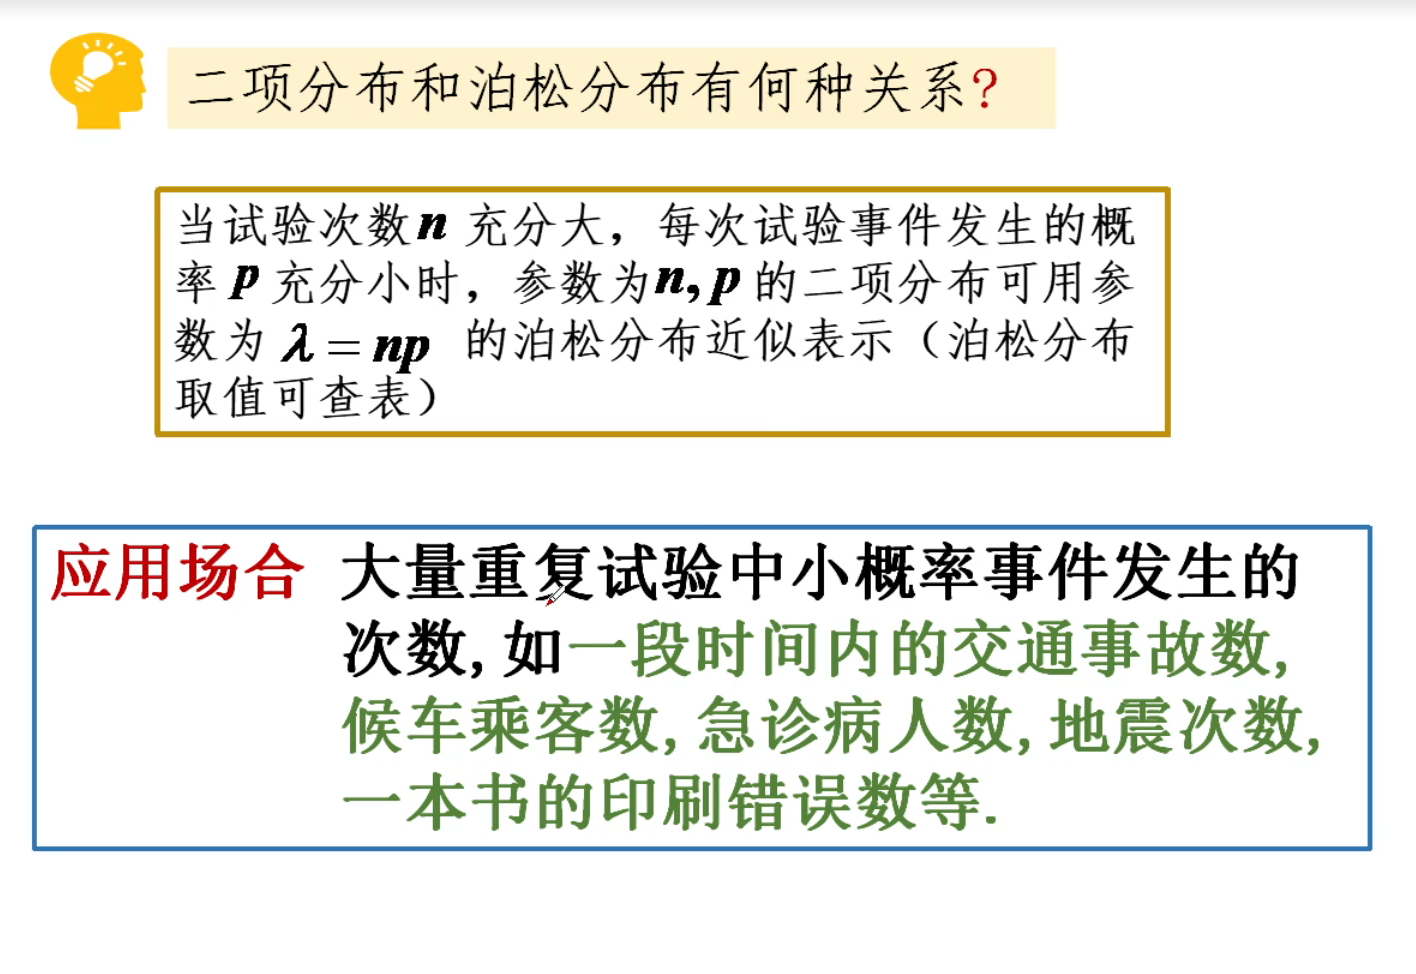 二项分布和泊松分布有何种关系?
当试验次数n 充分大，每次试验事件发生的概
率 p 充分小时，参数为n, p 的二项分布可用参
数为 λ = np 的泊松分布近似表示（泊松分布
取值可查表）
应用场合 大量重复试验中小概率事件发生的
次数, 如一段时间内的交通事故数,
候车乘客数, 急诊病人数, 地震次数,
一本书的印刷错误数等.